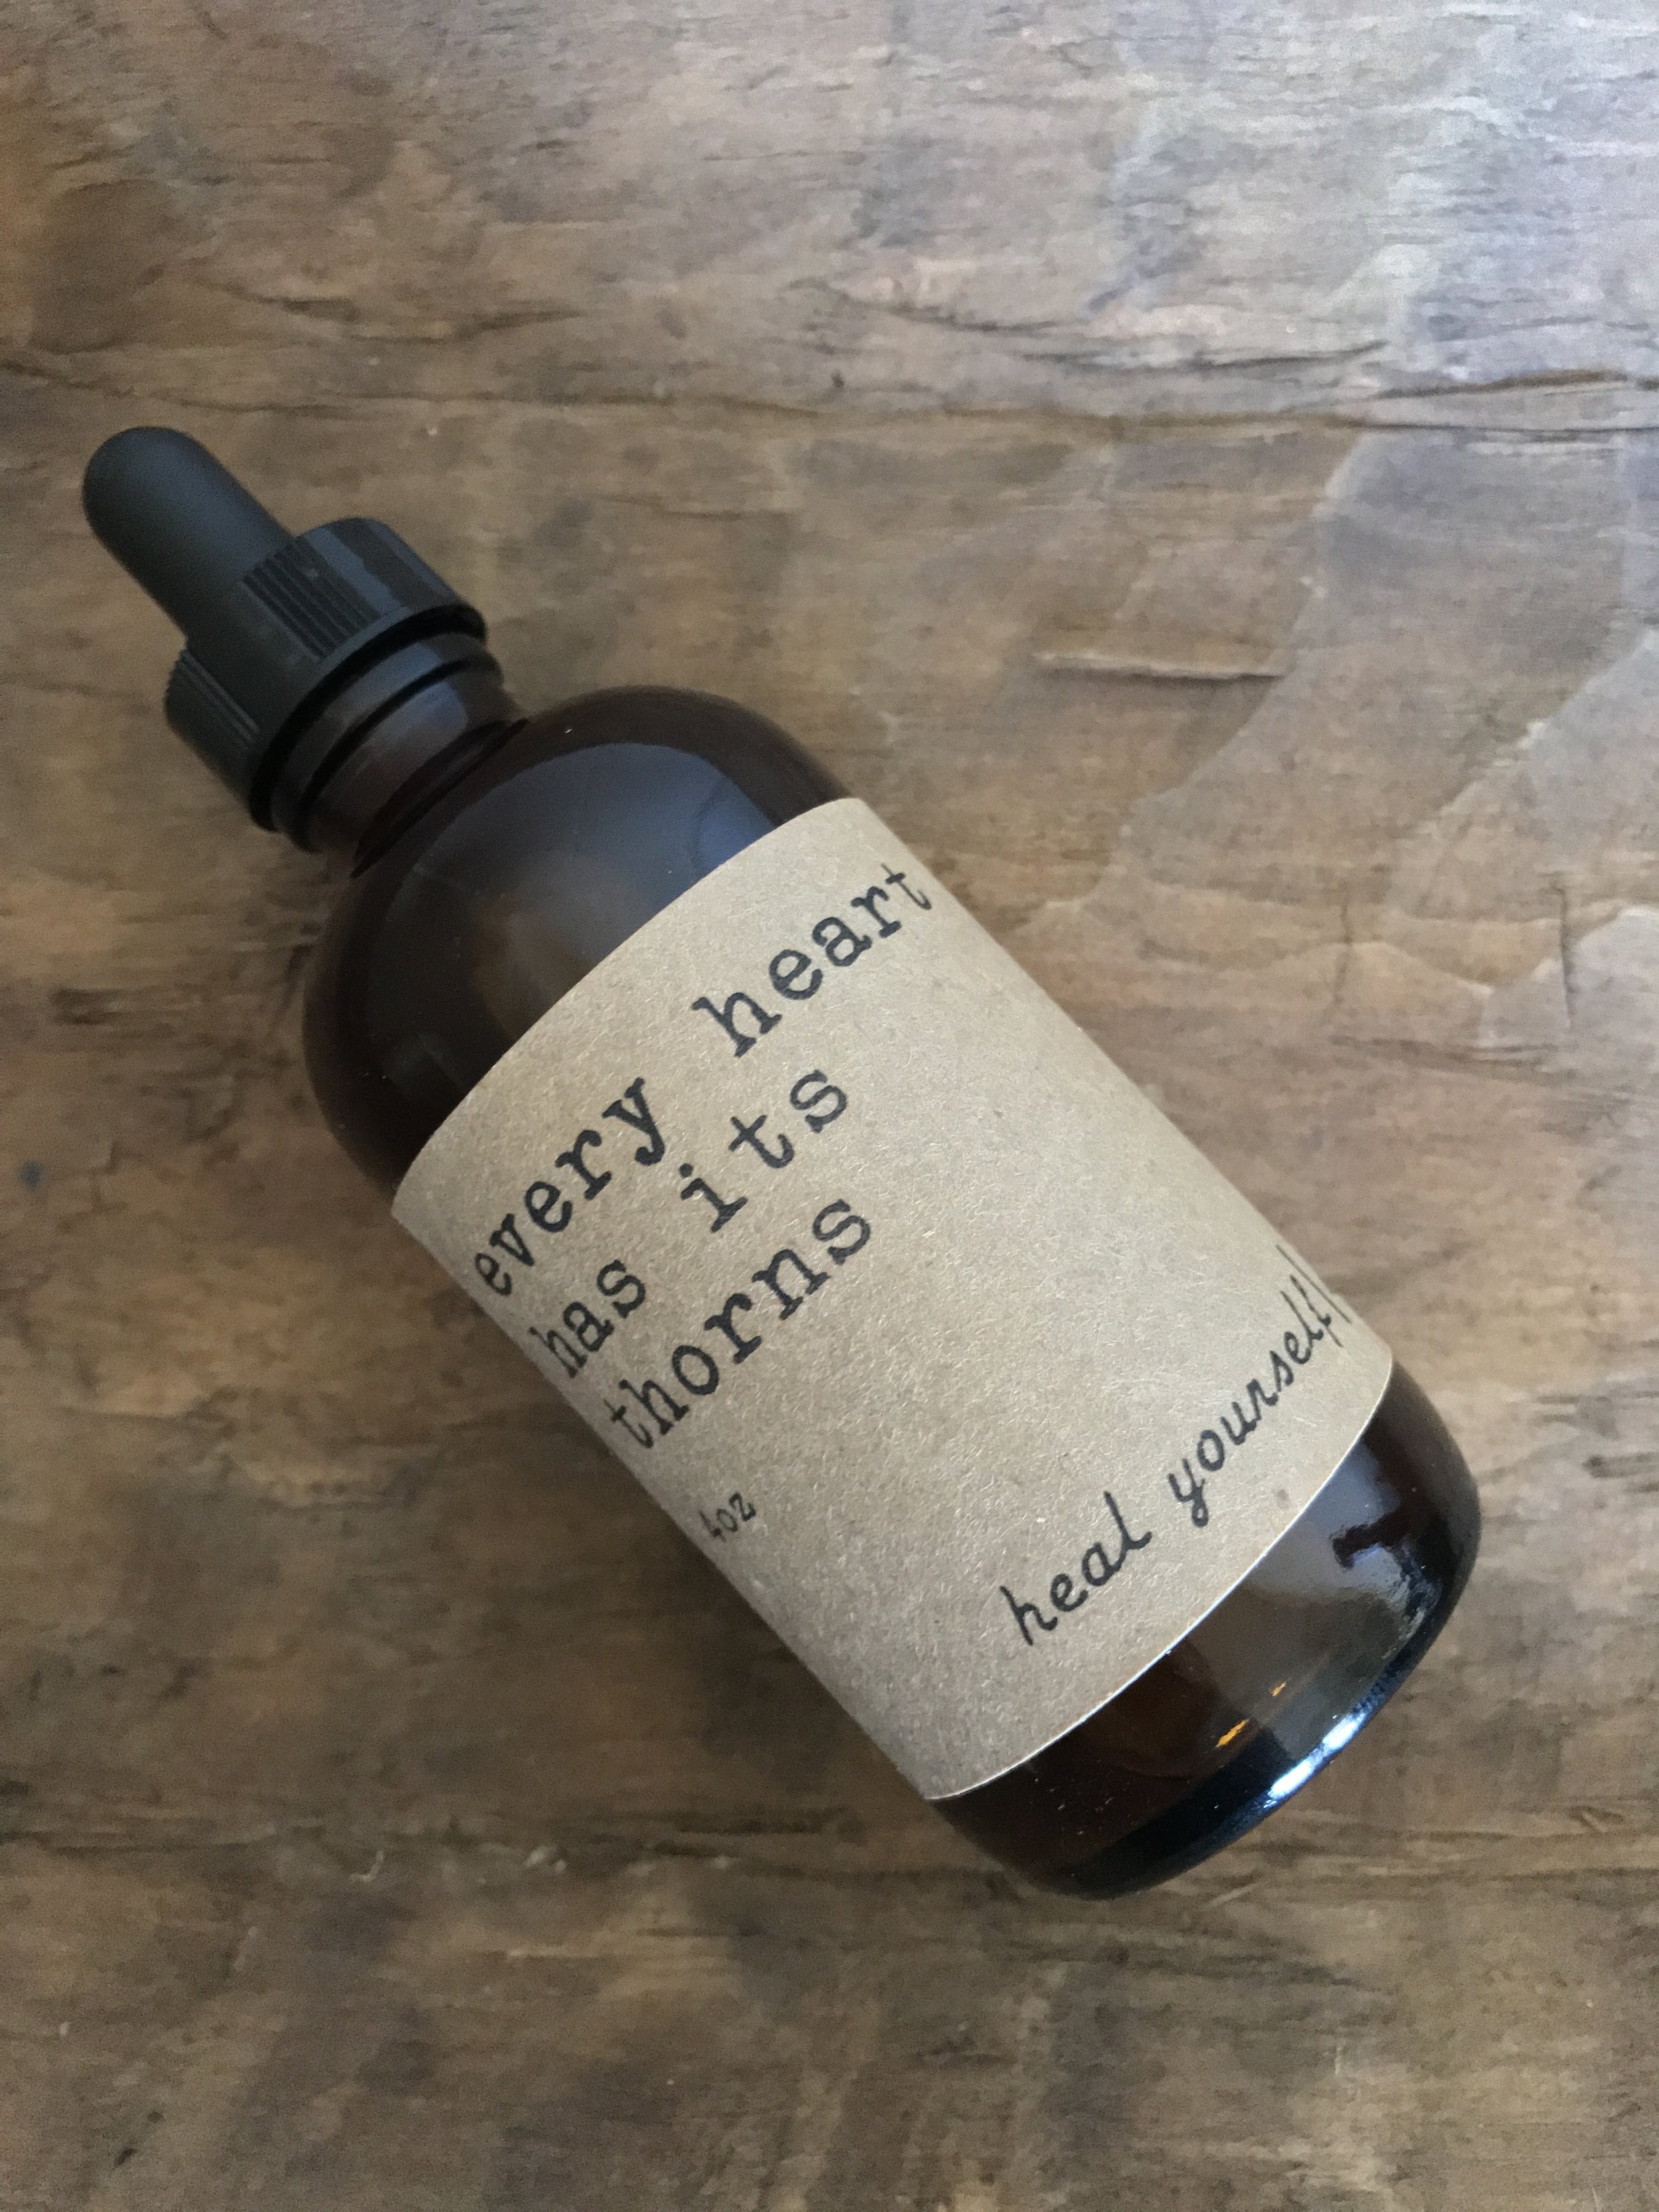 every heart
has its
thorns
4oz
heal yourself